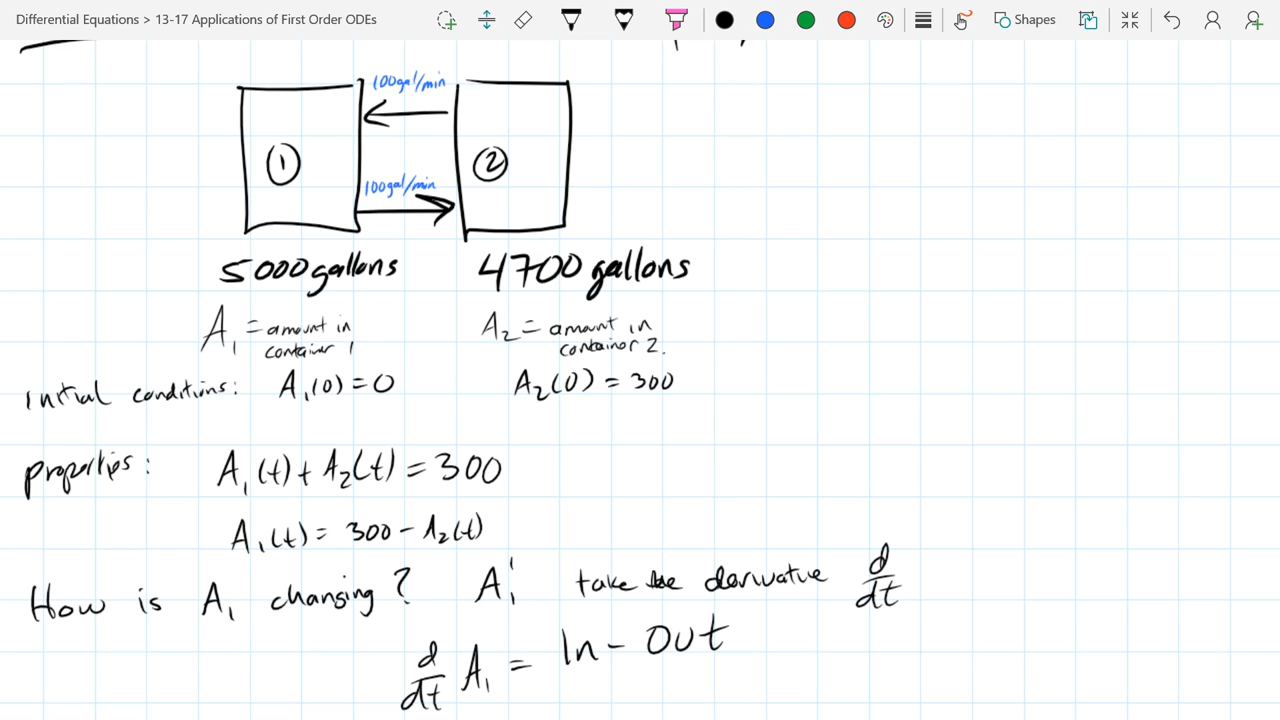 Differential Equations > 13-17 Applications of First Order ODEs
Shapes
100gal/min
① ②
100gal/min
5000 gallons 4700 gallons
A₁ = amount in container 1
A₂ = amount in container 2.
initial conditions: A₁(0) = 0 A₂(0) = 300
properties: A₁(t) + A₂(t) = 300
A₁(t) = 300 - A₂(t)
How is A₁ changing? A₁' take the derivative d/dt
d/dt A₁ = In - Out